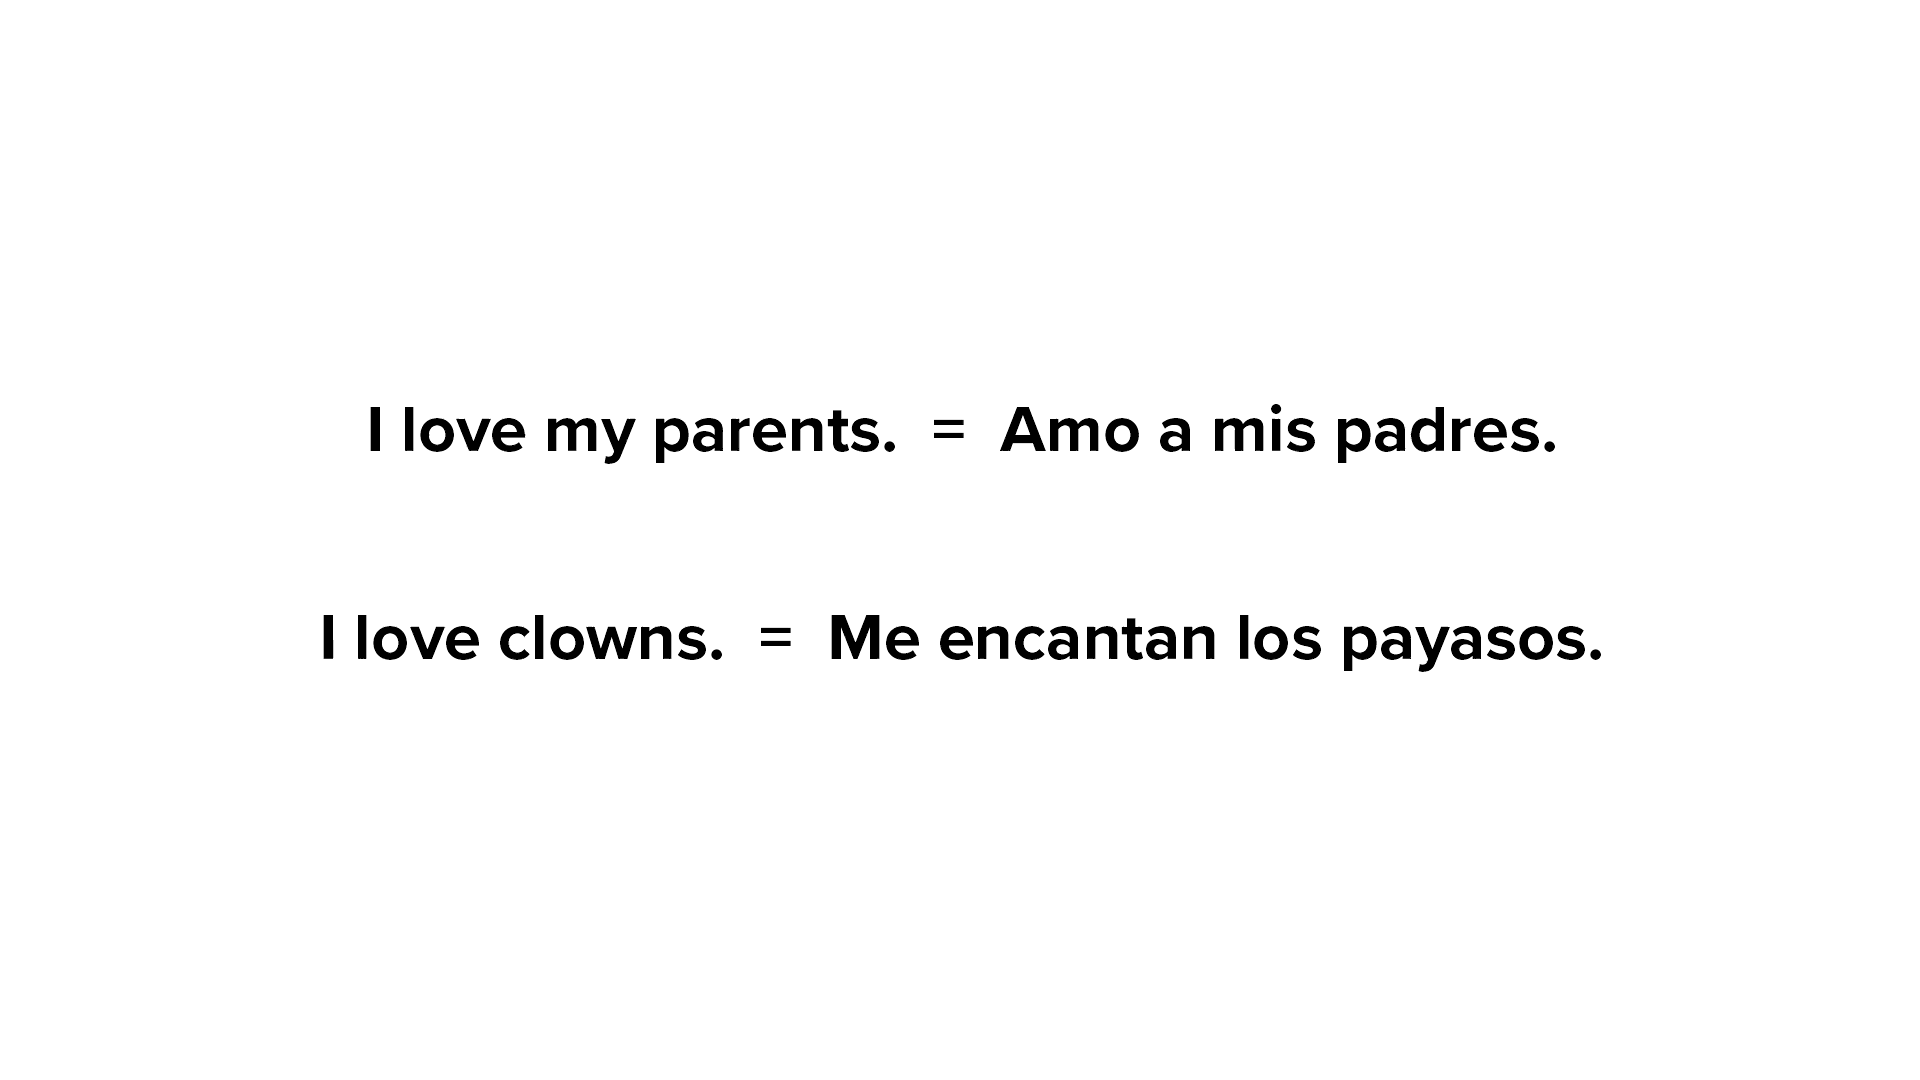 I love my parents. = Amo a mis padres.
I love clowns. = Me encantan los payasos.